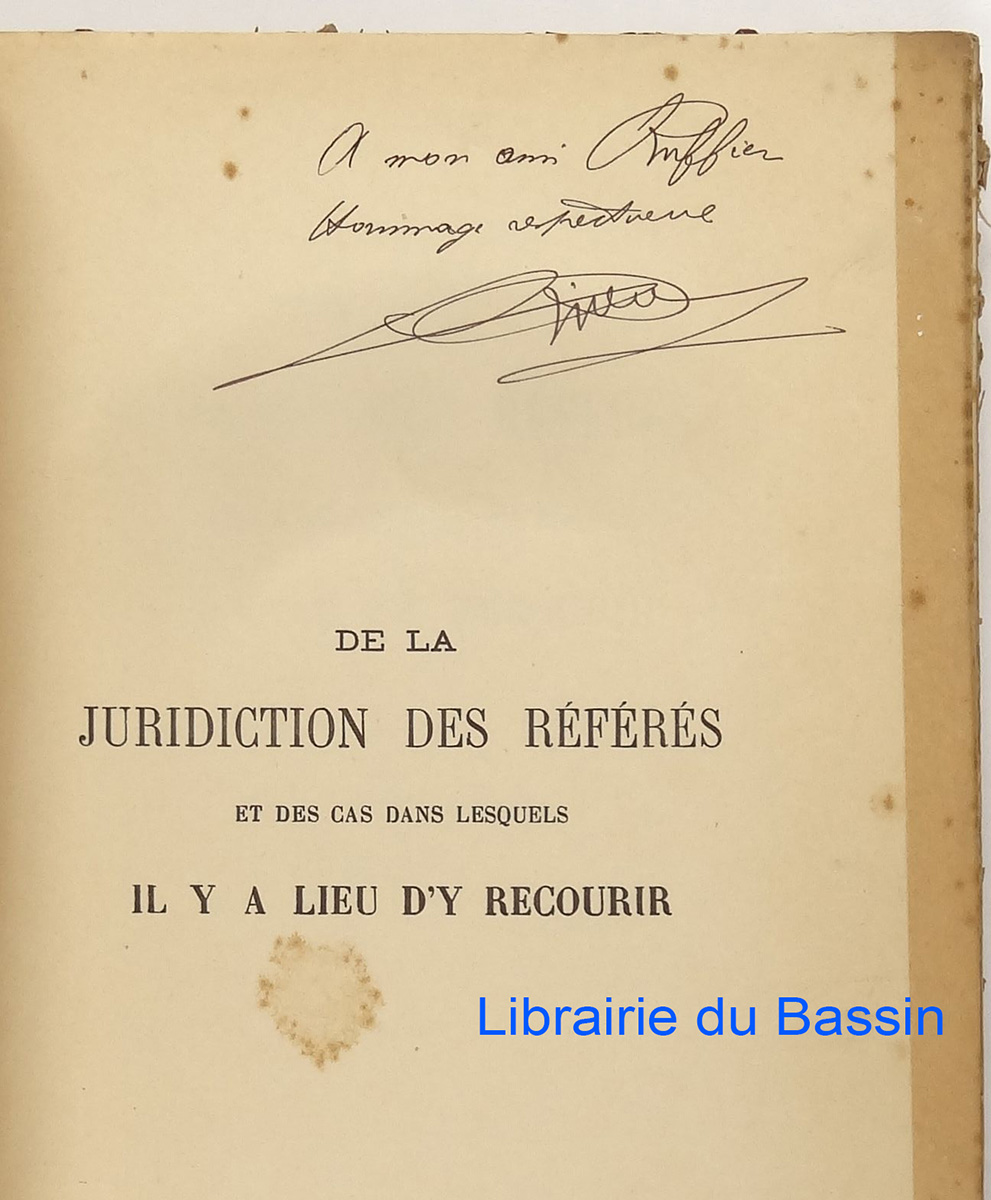 A mon ami Ruffier
Hommage respectueux
DE LA
JURIDICTION DES RÉFÉRÉS
ET DES CAS DANS LESQUELS
IL Y A LIEU D'Y RECOURIR
Librairie du Bassin